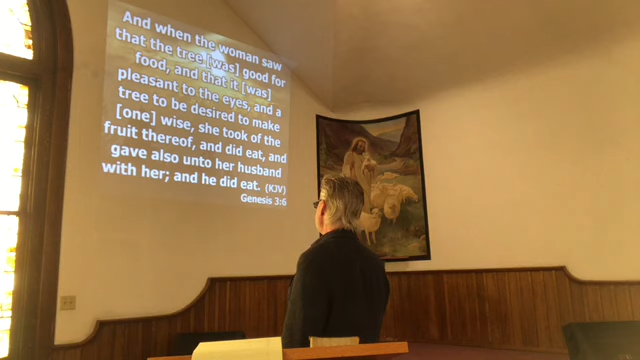 And when the woman saw
that the tree [was] good for
food, and that it [was]
pleasant to the eyes, and a
tree to be desired to make
[one] wise, she took of the
fruit thereof, and did eat, and
gave also unto her husband
with her; and he did eat. (KJV)
Genesis 3:6